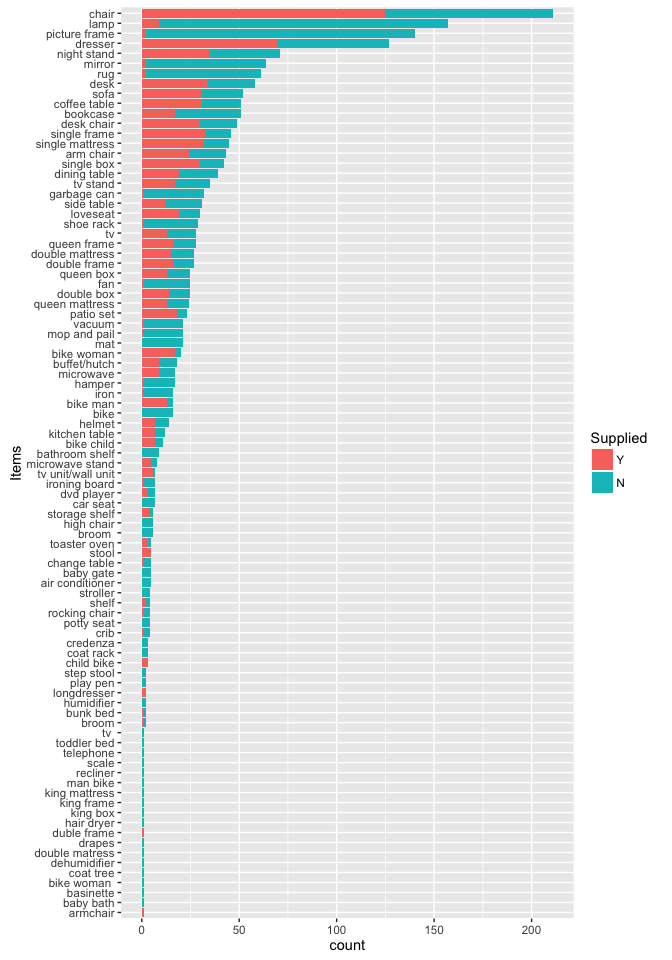 chair
lamp
picture frame
dresser
night stand
mirror
rug
desk
sofa
coffee table
bookcase
desk chair
single frame
single mattress
arm chair
single box
dining table
tv stand
garbage can
side table
loveseat
shoe rack
tv
queen frame
double mattress
double frame
queen box
fan
double box
queen mattress
patio set
vacuum
mop and pail
mat
bike woman
buffet/hutch
microwave
hamper
iron
bike man
bike
helmet
kitchen table
bike child
bathroom shelf
microwave stand
tv unit/wall unit
ironing board
dvd player
car seat
storage shelf
high chair
broom
toaster oven
stool
change table
baby gate
air conditioner
stroller
shelf
rocking chair
potty seat
crib
credenza
coat rack
child bike
step stool
play pen
longdresser
humidifier
bunk bed
broom
tv
toddler bed
telephone
scale
recliner
man bike
king mattress
king frame
king box
hair dryer
duble frame
drapes
double matress
dehumidifier
coat tree
bike woman
basinette
baby bath
armchair
Items
0 50 100 150 200
count
Supplied
Y
N